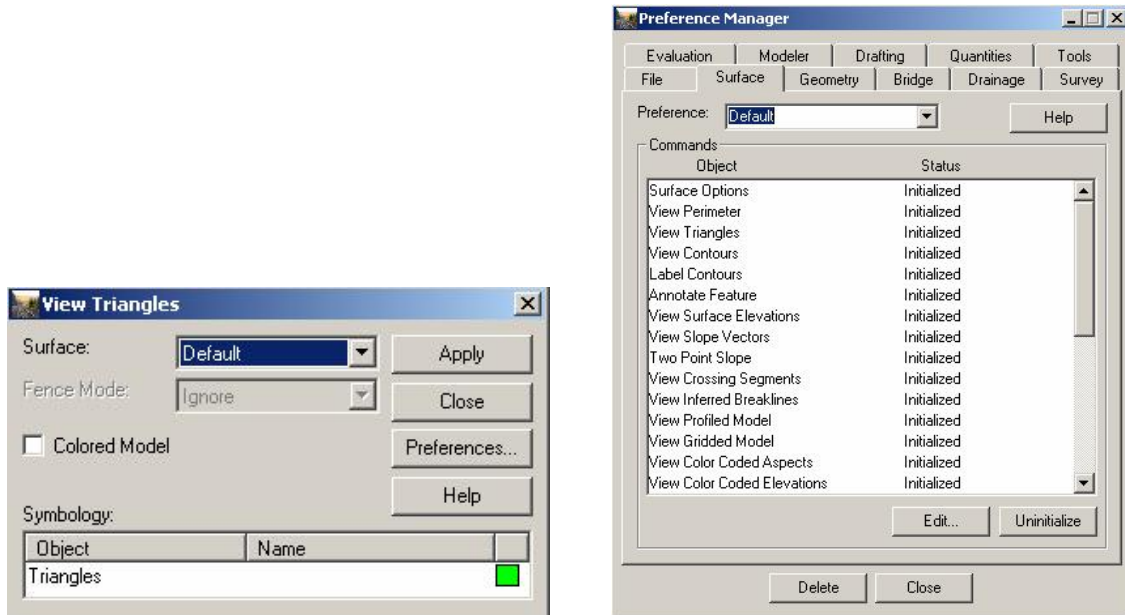 View Triangles
Surface: Default Apply
Fence Mode: Ignore Close
Colored Model Preferences...
Help
Symbology:
Object Name
Triangles
Preference Manager
Evaluation Modeler Drafting Quantities Tools
File Surface Geometry Bridge Drainage Survey
Preference: Default Help
Commands
Object Status
Surface Options Initialized
View Perimeter Initialized
View Triangles Initialized
View Contours Initialized
Label Contours Initialized
Annotate Feature Initialized
View Surface Elevations Initialized
View Slope Vectors Initialized
Two Point Slope Initialized
View Crossing Segments Initialized
View Inferred Breaklines Initialized
View Profiled Model Initialized
View Gridded Model Initialized
View Color Coded Aspects Initialized
View Color Coded Elevations Initialized
Edit... Uninitialize
Delete Close